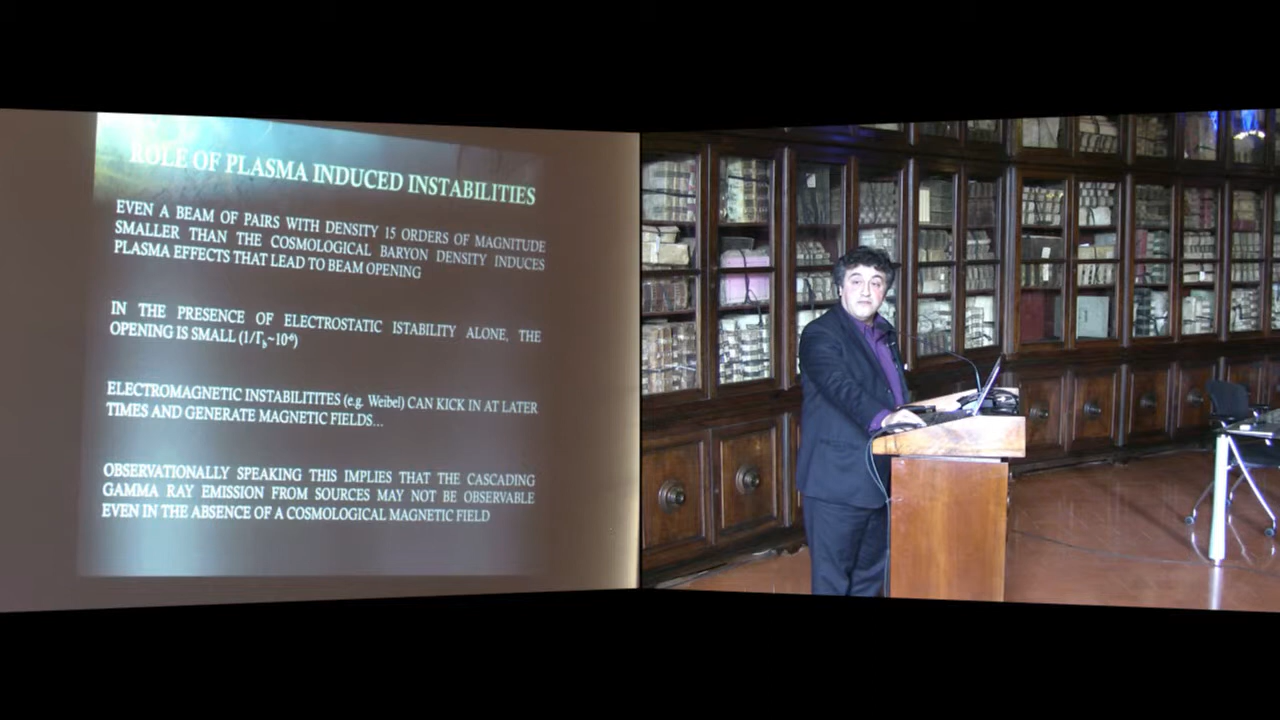 ROLE OF PLASMA INDUCED INSTABILITIES
EVEN A BEAM OF PAIRS WITH DENSITY 15 ORDERS OF MAGNITUDE
SMALLER THAN THE COSMOLOGICAL BARYON DENSITY INDUCES
PLASMA EFFECTS THAT LEAD TO BEAM OPENING
IN THE PRESENCE OF ELECTROSTATIC ISTABILITY ALONE, THE
OPENING IS SMALL (1/Γb~10⁻⁶)
ELECTROMAGNETIC INSTABILITITES (e.g. Weibel) CAN KICK IN AT LATER
TIMES AND GENERATE MAGNETIC FIELDS...
OBSERVATIONALLY SPEAKING THIS IMPLIES THAT THE CASCADING
GAMMA RAY EMISSION FROM SOURCES MAY NOT BE OBSERVABLE
EVEN IN THE ABSENCE OF A COSMOLOGICAL MAGNETIC FIELD